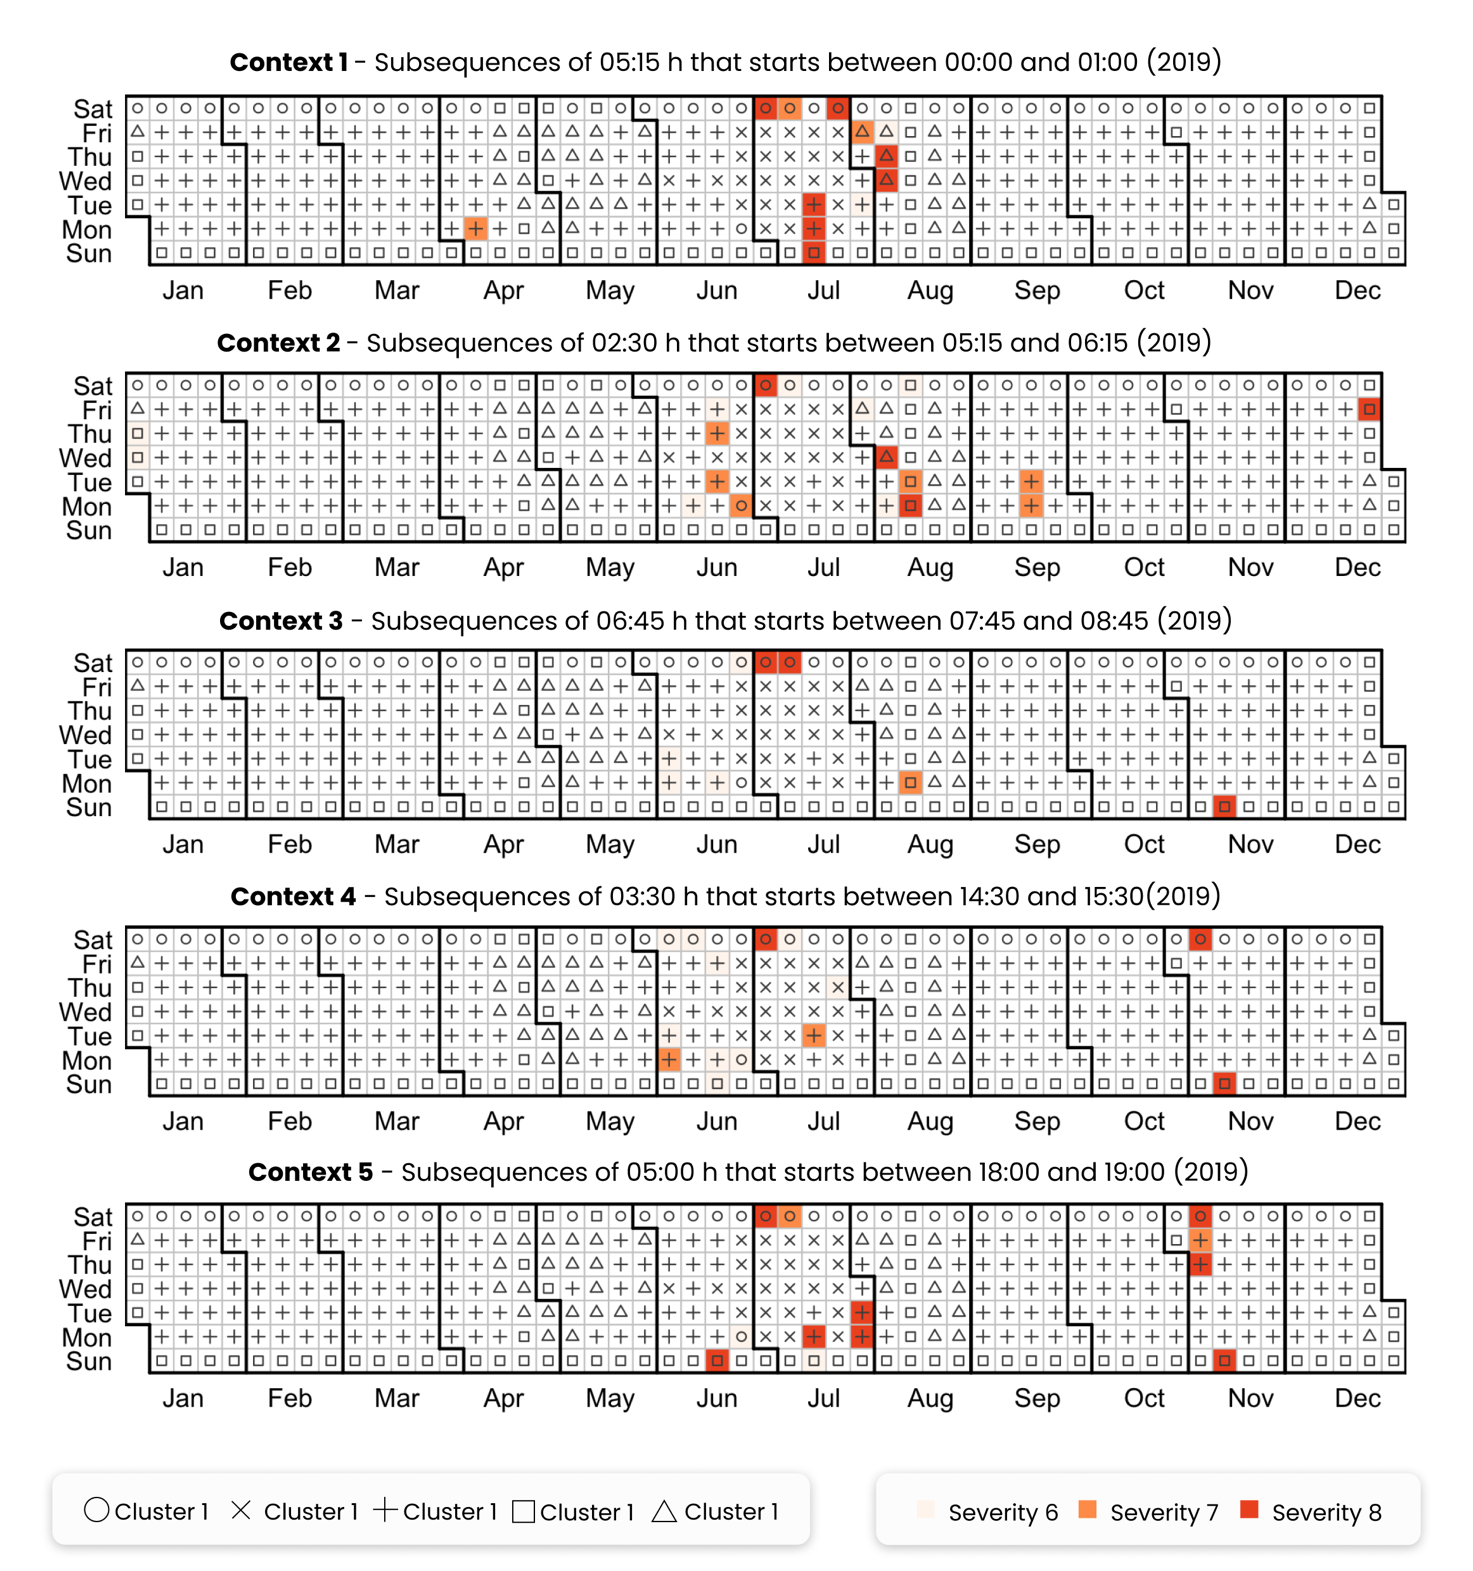 Context 1 - Subsequences of 05:15 h that starts between 00:00 and 01:00 (2019)
Sat
Fri
Thu
Wed
Tue
Mon
Sun
Jan Feb Mar Apr May Jun Jul Aug Sep Oct Nov Dec
Context 2 - Subsequences of 02:30 h that starts between 05:15 and 06:15 (2019)
Sat
Fri
Thu
Wed
Tue
Mon
Sun
Jan Feb Mar Apr May Jun Jul Aug Sep Oct Nov Dec
Context 3 - Subsequences of 06:45 h that starts between 07:45 and 08:45 (2019)
Sat
Fri
Thu
Wed
Tue
Mon
Sun
Jan Feb Mar Apr May Jun Jul Aug Sep Oct Nov Dec
Context 4 - Subsequences of 03:30 h that starts between 14:30 and 15:30(2019)
Sat
Fri
Thu
Wed
Tue
Mon
Sun
Jan Feb Mar Apr May Jun Jul Aug Sep Oct Nov Dec
Context 5 - Subsequences of 05:00 h that starts between 18:00 and 19:00 (2019)
Sat
Fri
Thu
Wed
Tue
Mon
Sun
Jan Feb Mar Apr May Jun Jul Aug Sep Oct Nov Dec
Cluster 1 Cluster 1 Cluster 1 Cluster 1 Cluster 1
Severity 6 Severity 7 Severity 8